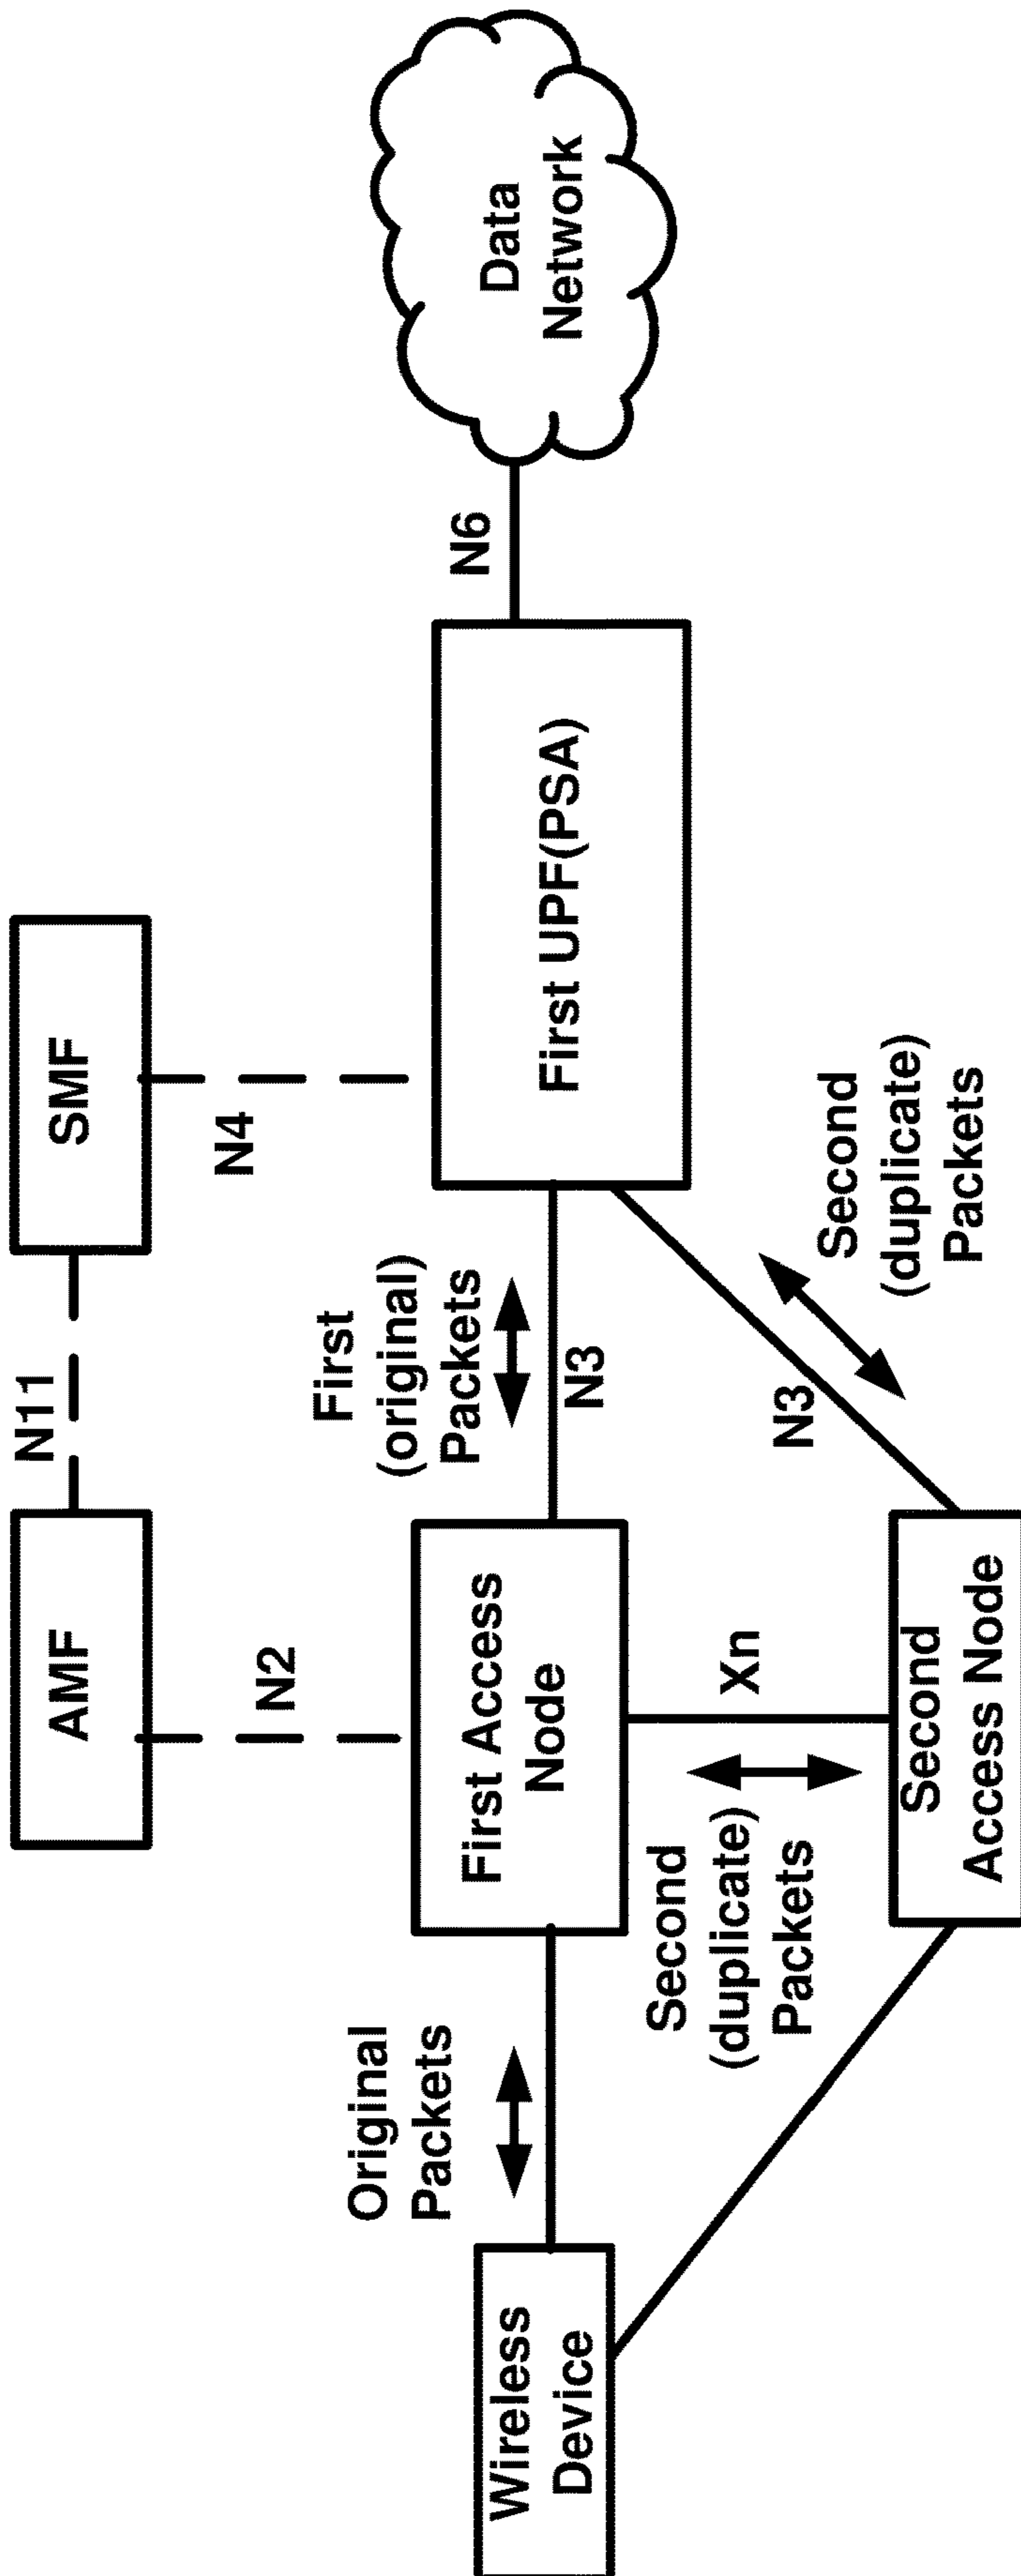 AMF
N11
SMF
N2
N4
Original
Packets
First
(original)
Packets
Wireless
Device
First Access
Node
N3
First UPF(PSA)
N6
Data
Network
Second
(duplicate)
Packets
Xn
N3
Second
(duplicate)
Packets
Second
Access Node